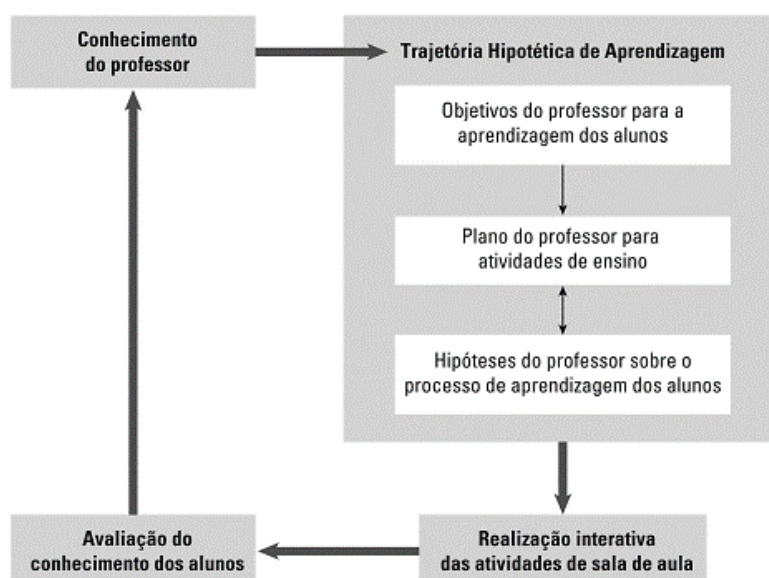 Conhecimento
do professor
Trajetória Hipotética de Aprendizagem
Objetivos do professor para a
aprendizagem dos alunos
Plano do professor para
atividades de ensino
Hipóteses do professor sobre o
processo de aprendizagem dos alunos
Avaliação do
conhecimento dos alunos
Realização interativa
das atividades de sala de aula